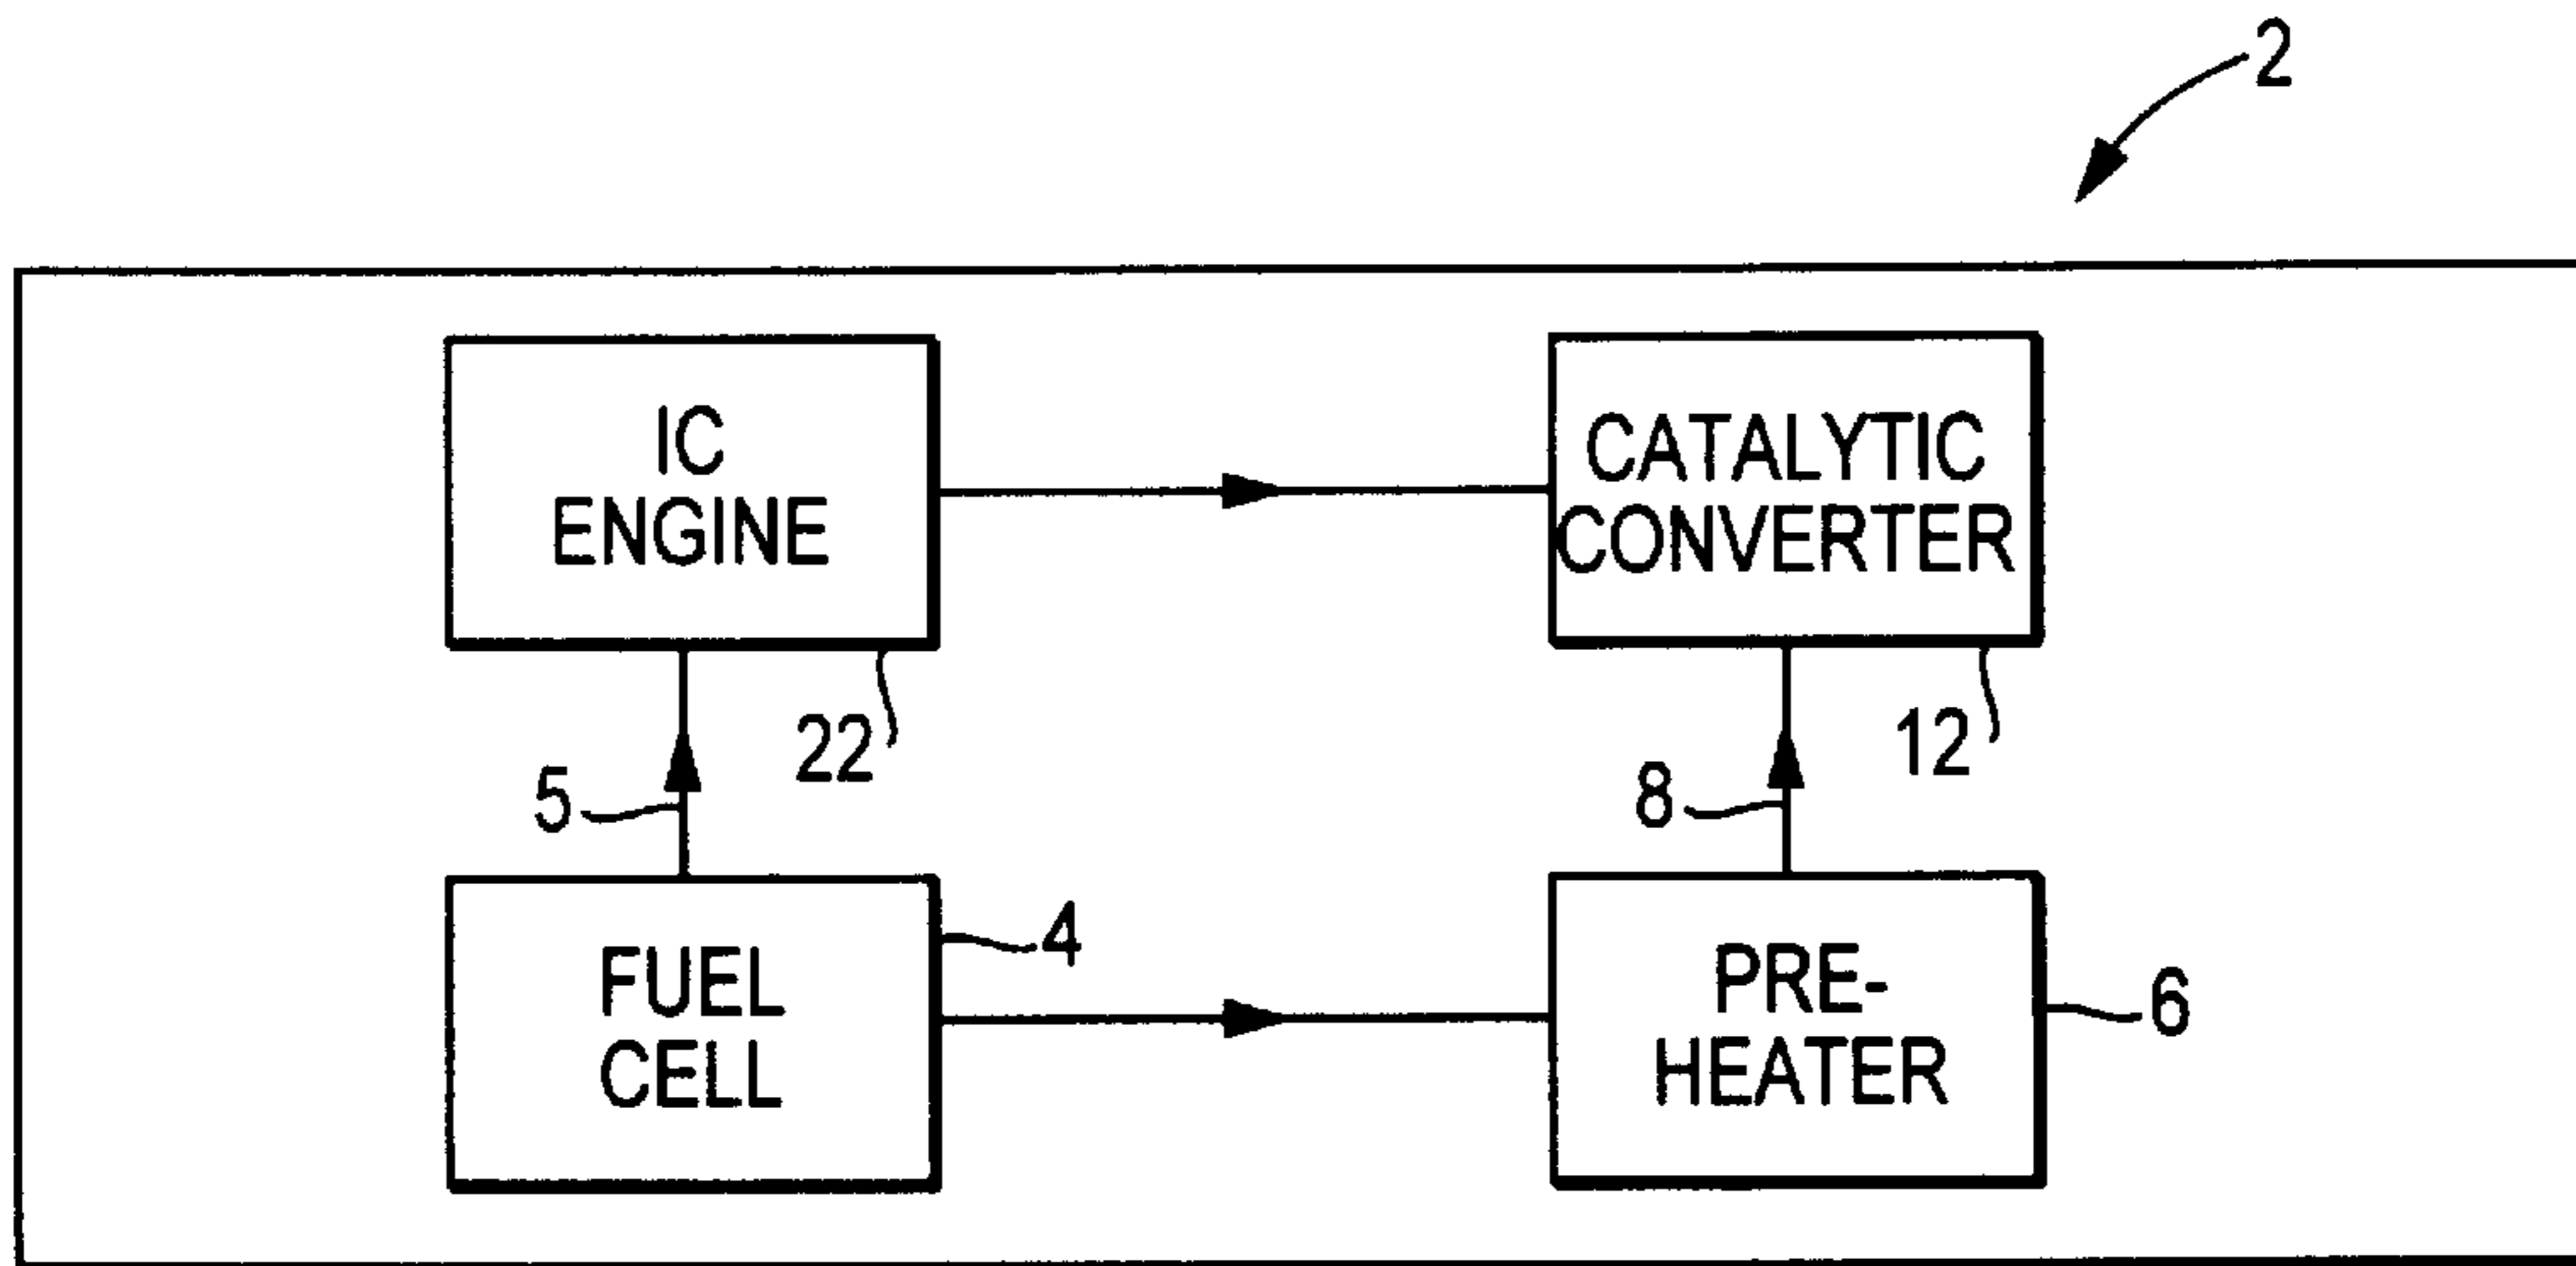 2
IC
ENGINE
CATALYTIC
CONVERTER
22
12
5
8
FUEL
CELL
4
PRE-
HEATER
6